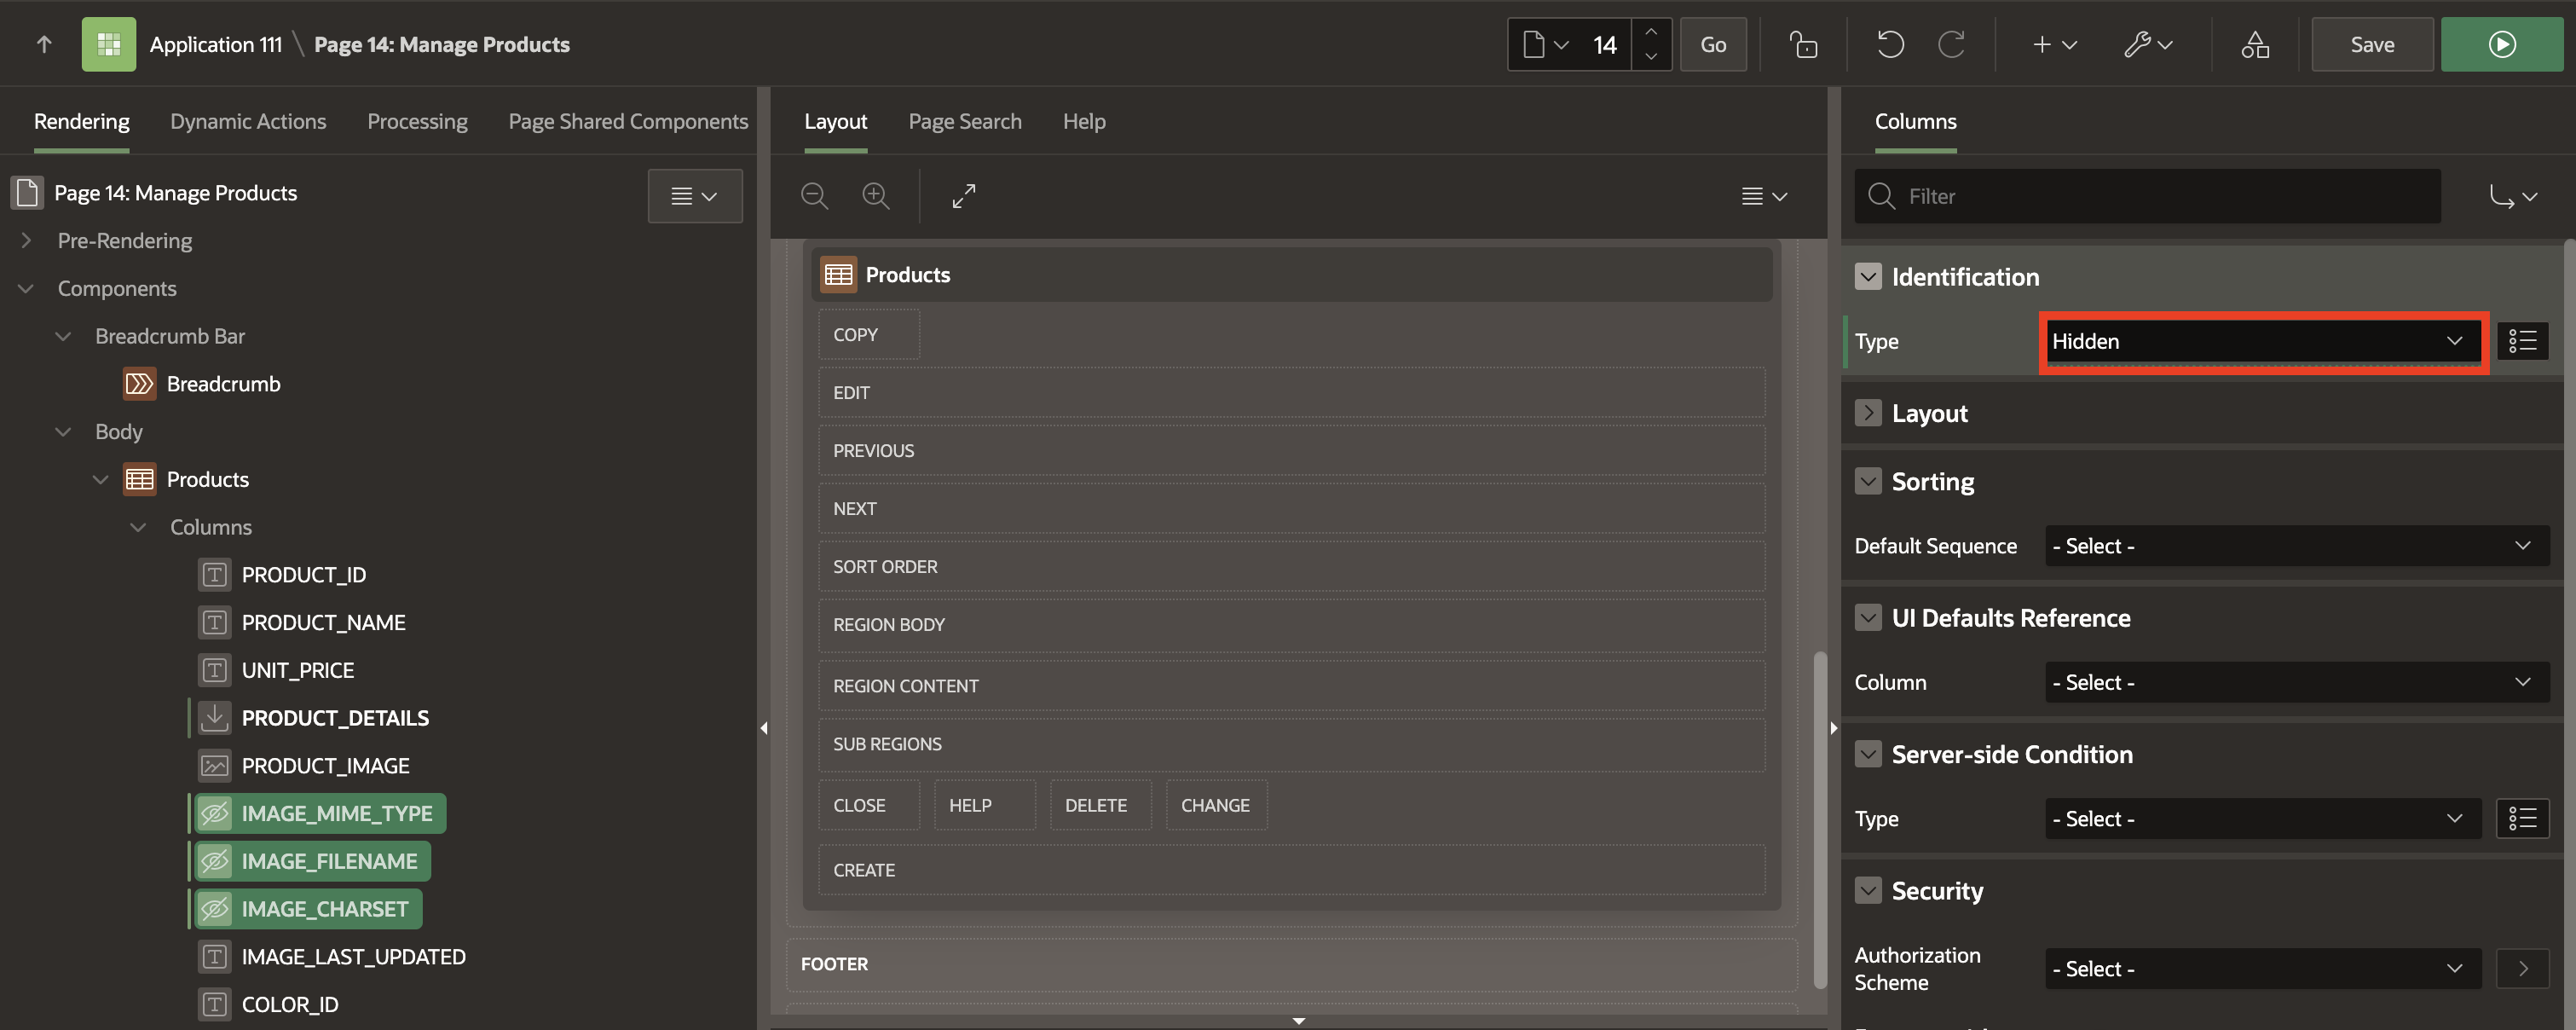 Application 111 \ Page 14: Manage Products
14
Go
Save
Rendering
Dynamic Actions
Processing
Page Shared Components
Page 14: Manage Products
Pre-Rendering
Components
Breadcrumb Bar
Breadcrumb
Body
Products
Columns
PRODUCT_ID
PRODUCT_NAME
UNIT_PRICE
PRODUCT_DETAILS
PRODUCT_IMAGE
IMAGE_MIME_TYPE
IMAGE_FILENAME
IMAGE_CHARSET
IMAGE_LAST_UPDATED
COLOR_ID
Layout
Page Search
Help
Products
COPY
EDIT
PREVIOUS
NEXT
SORT ORDER
REGION BODY
REGION CONTENT
SUB REGIONS
CLOSE
HELP
DELETE
CHANGE
CREATE
FOOTER
Columns
Filter
Identification
Type
Hidden
Layout
Sorting
Default Sequence
- Select -
UI Defaults Reference
Column
- Select -
Server-side Condition
Type
- Select -
Security
Authorization
Scheme
- Select -